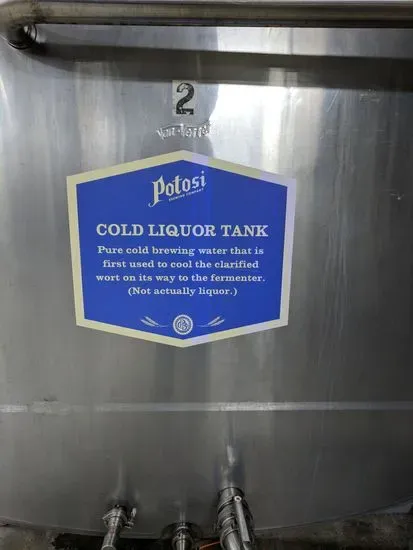 2
Potosi
BREWING COMPANY
COLD LIQUOR TANK
Pure cold brewing water that is
first used to cool the clarified
wort on its way to the fermenter.
(Not actually liquor.)